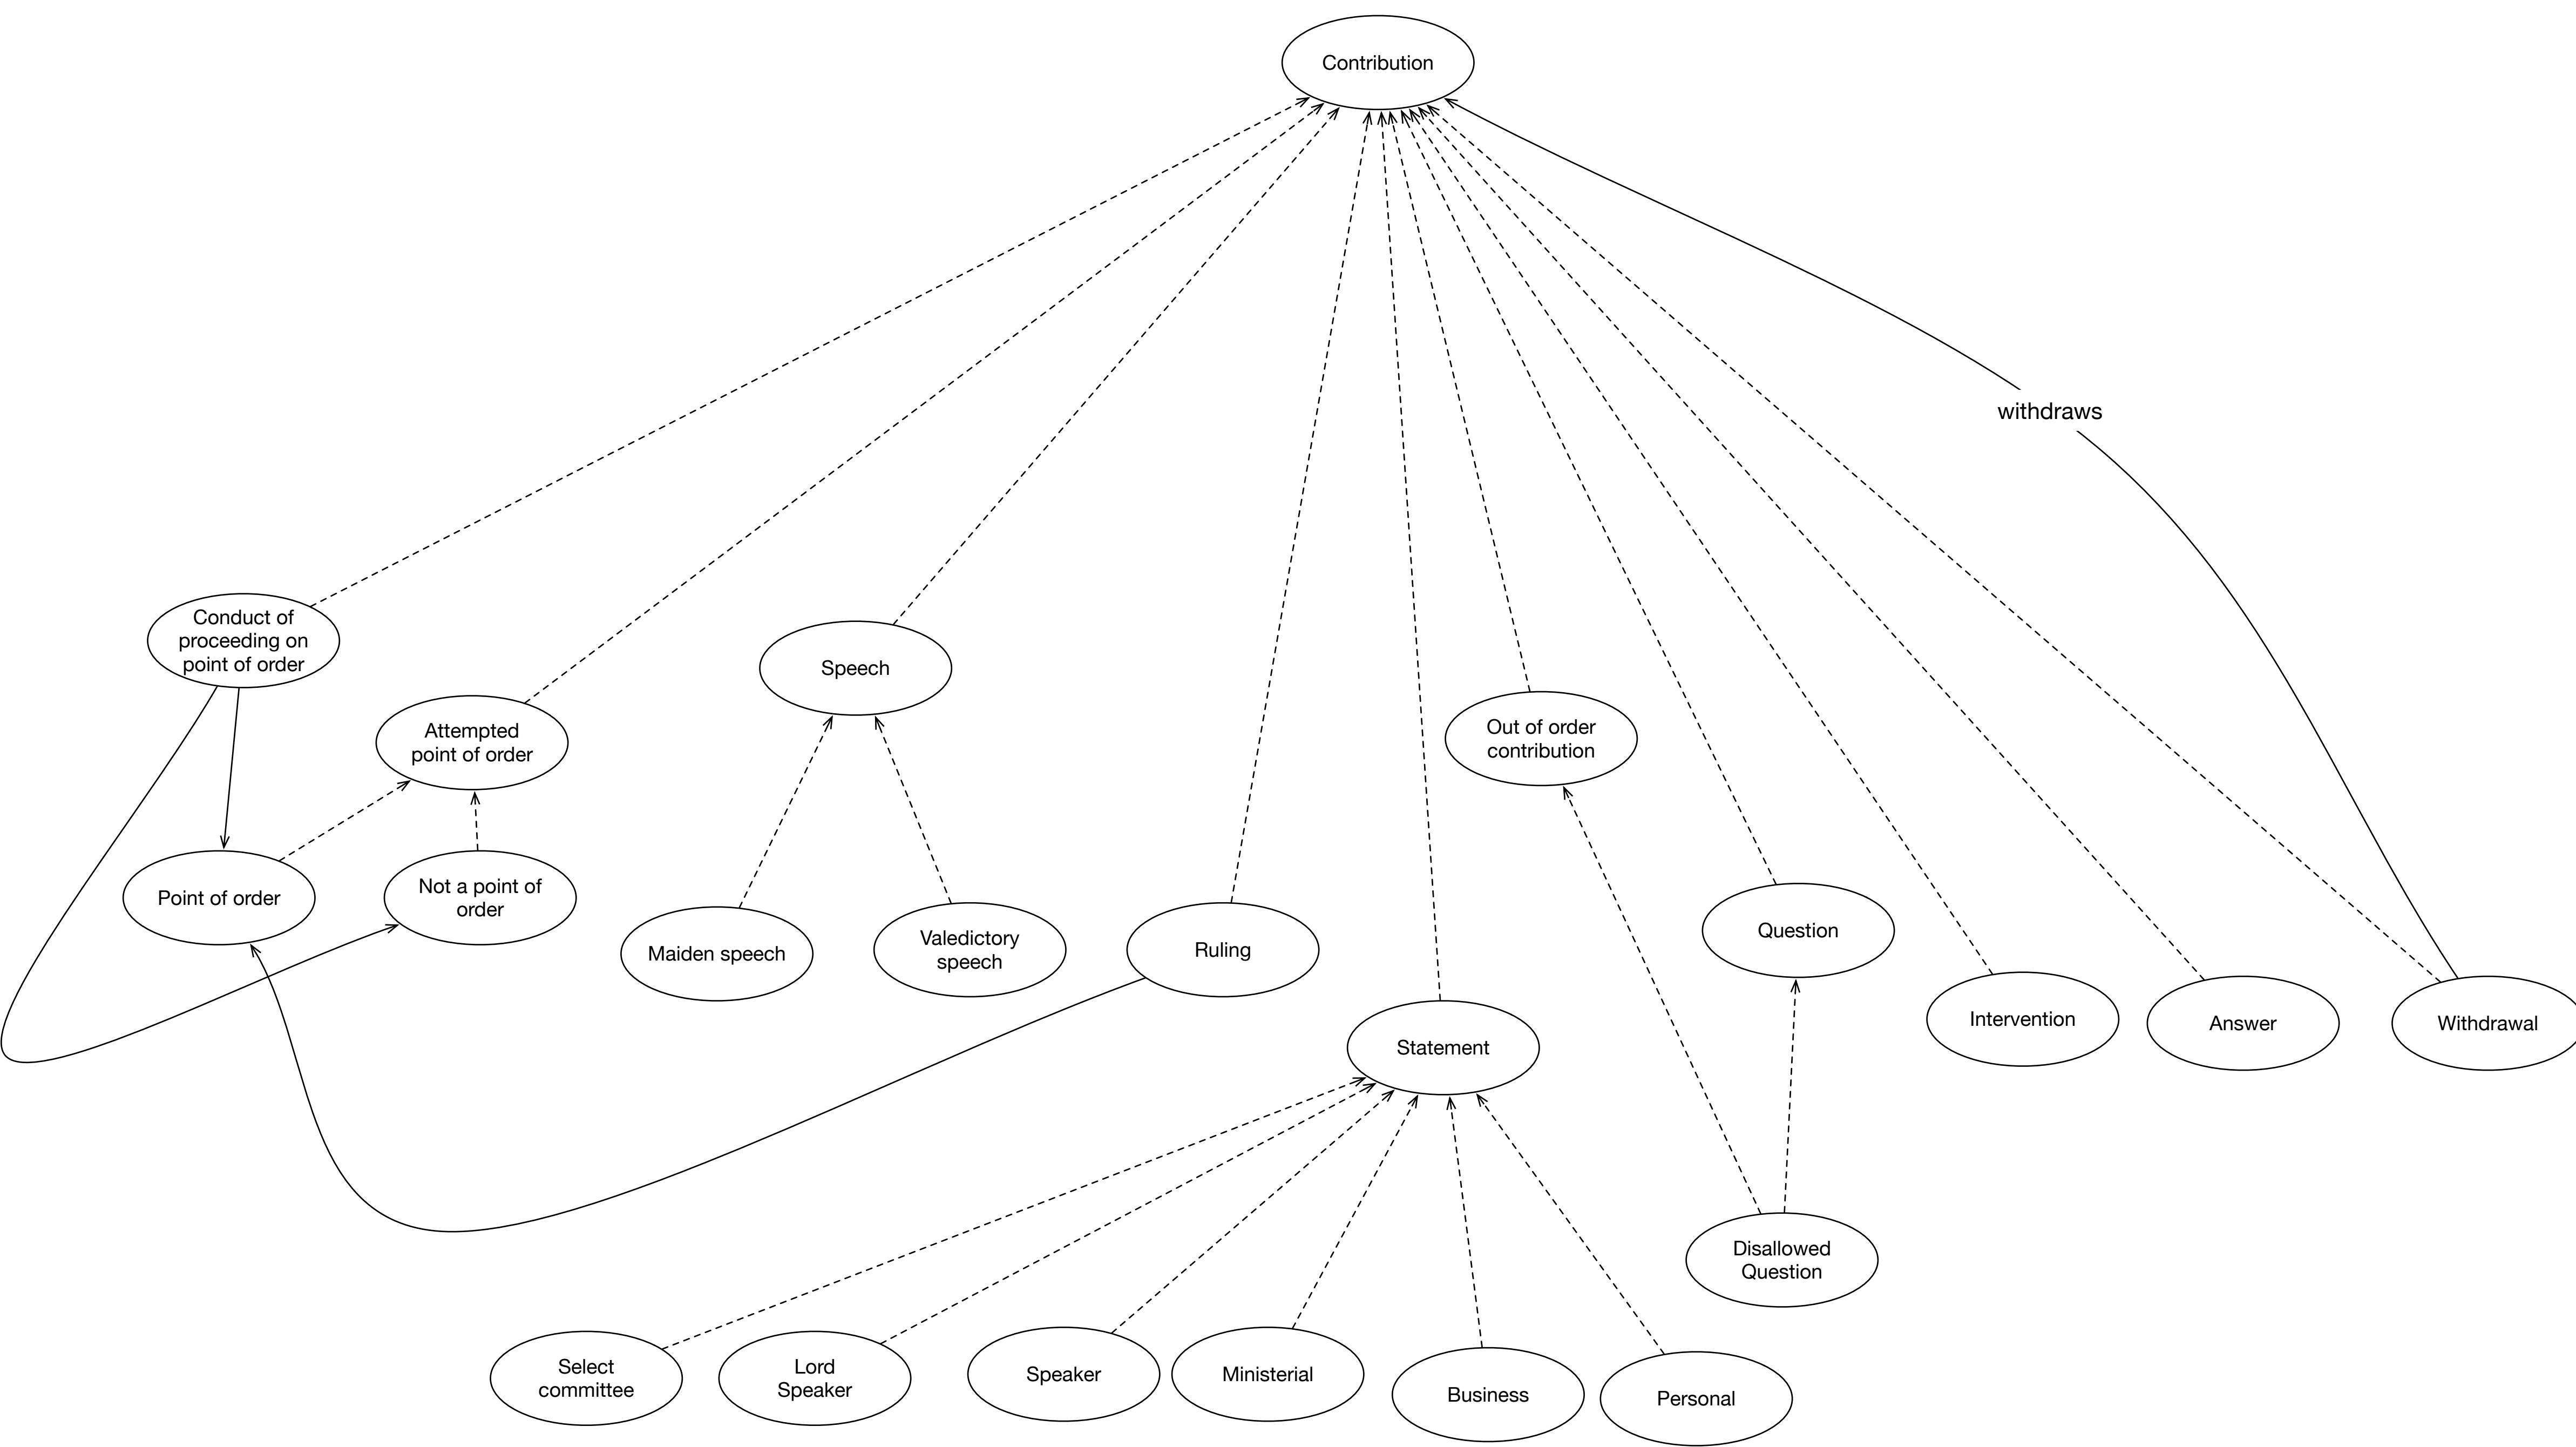 Contribution
withdraws
Conduct of
proceeding on
point of order
Speech
Attempted
point of order
Out of order
contribution
Point of order
Not a point of
order
Maiden speech
Valedictory
speech
Ruling
Question
Intervention
Answer
Withdrawal
Statement
Disallowed
Question
Select
committee
Lord
Speaker
Speaker
Ministerial
Business
Personal